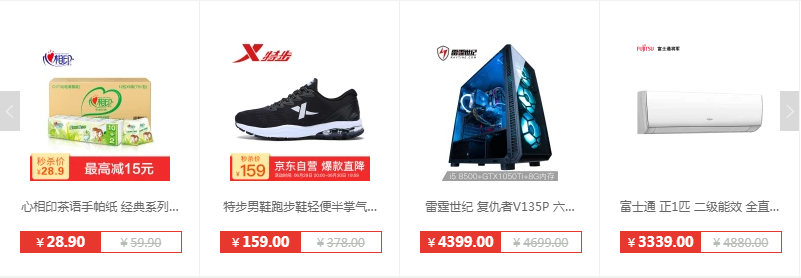 心相印
心相印
秒杀价
¥28.9
最高减15元
心相印茶语手帕纸 经典系列...
¥28.90
¥59.90
特步
秒杀价
¥159
京东自营 爆款直降
特步男鞋跑步鞋轻便半掌气...
¥159.00
¥378.00
雷霆世纪
RAYTINE.COM
i5 8500+GTX1050Ti+8G内存
雷霆世纪 复仇者V135P 六...
¥4399.00
¥4699.00
FUJITSU 富士通将军
富士通 正1匹 二级能效 全直...
¥3339.00
¥4880.00